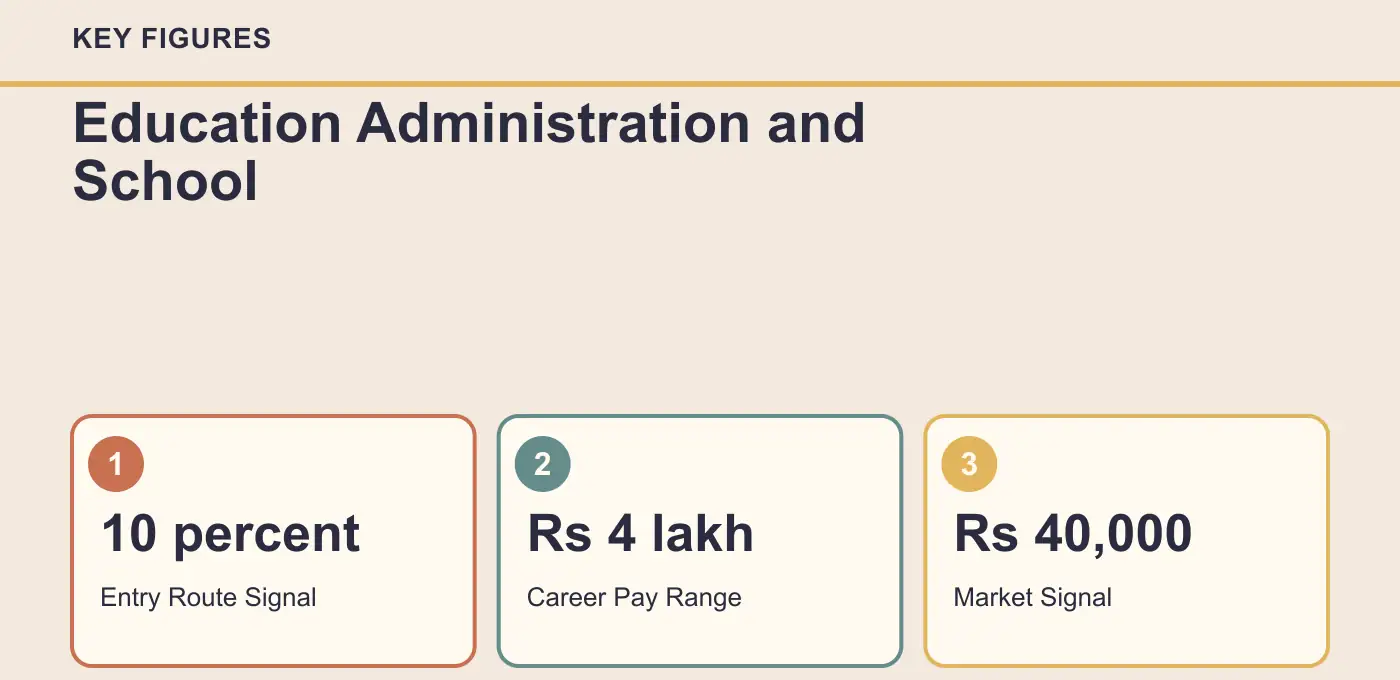 KEY FIGURES
Education Administration and
School
1
10 percent
Entry Route Signal
2
Rs 4 lakh
Career Pay Range
3
Rs 40,000
Market Signal